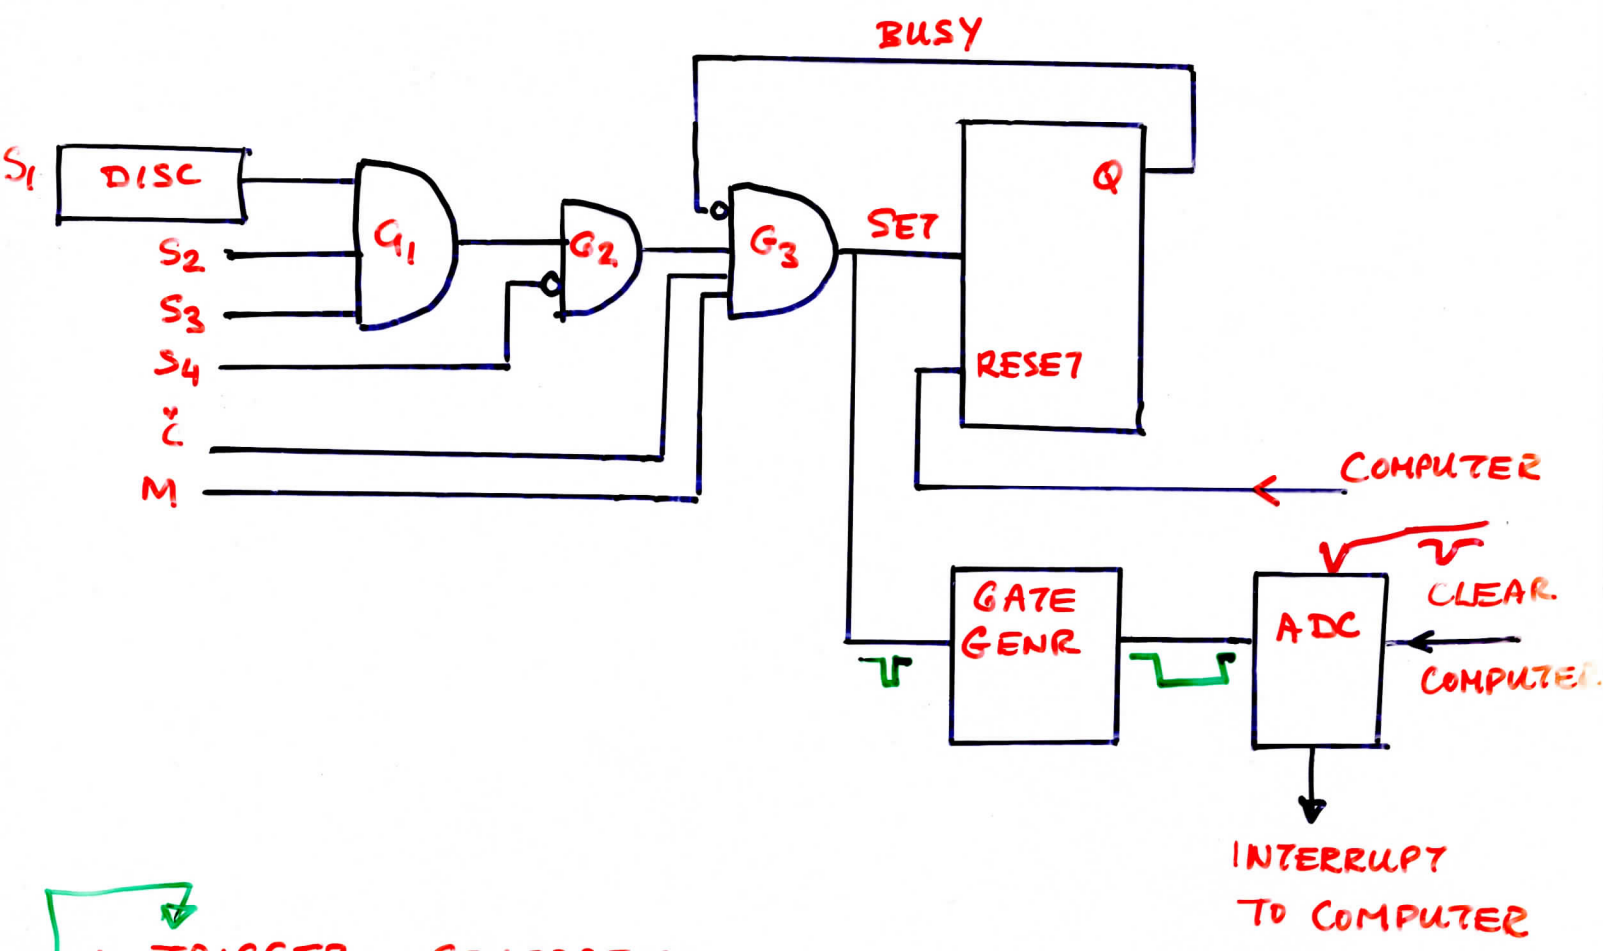 BUSY
S1 DISC
G1
G2
G3
SET
Q
S2
S3
S4
RESET
Č
M
COMPUTER
GATE
GENR
ADC
CLEAR.
COMPUTER
INTERRUPT
TO COMPUTER
TRIGGER